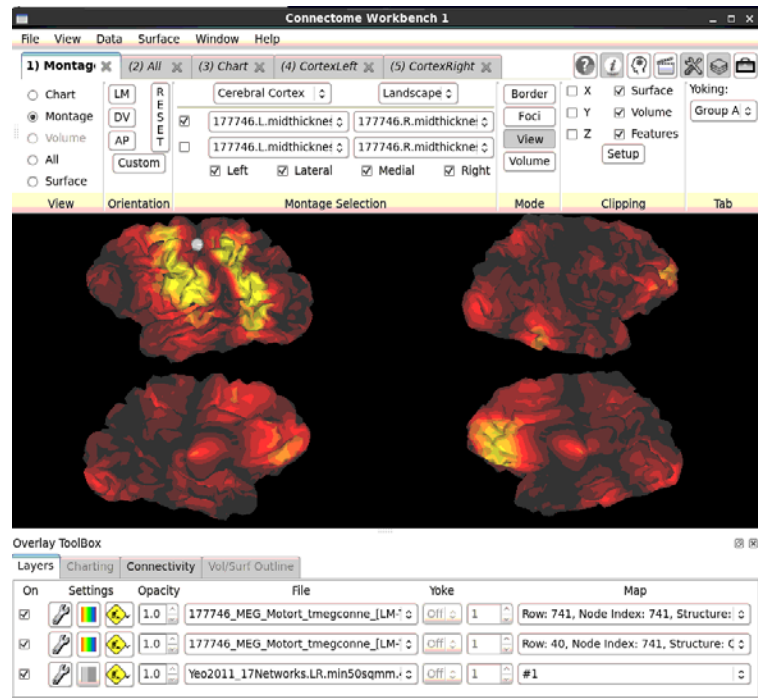 Connectome Workbench 1
File View Data Surface Window Help
1) Montag (2) All (3) Chart (4) CortexLeft (5) CortexRight
Chart
Montage
Volume
All
Surface
View
LM
DV
AP
RESET
Custom
Orientation
Cerebral Cortex Landscape
177746.L.midthicknes 177746.R.midthicknes
177746.L.midthicknes 177746.R.midthicknes
Left Lateral Medial Right
Montage Selection
Border
Foci
View
Volume
Mode
X Surface
Y Volume
Z Features
Setup
Clipping
Yoking:
Group A
Tab
Overlay ToolBox
Layers Charting Connectivity Vol/Surf Outline
On Settings Opacity File Yoke Map
1.0 177746_MEG_Motort_tmegconne_[LM- Off 1 Row: 741, Node Index: 741, Structure:
1.0 177746_MEG_Motort_tmegconne_[LM- Off 1 Row: 40, Node Index: 741, Structure: C
1.0 Yeo2011_17Networks.LR.min50sqmm. Off 1 #1